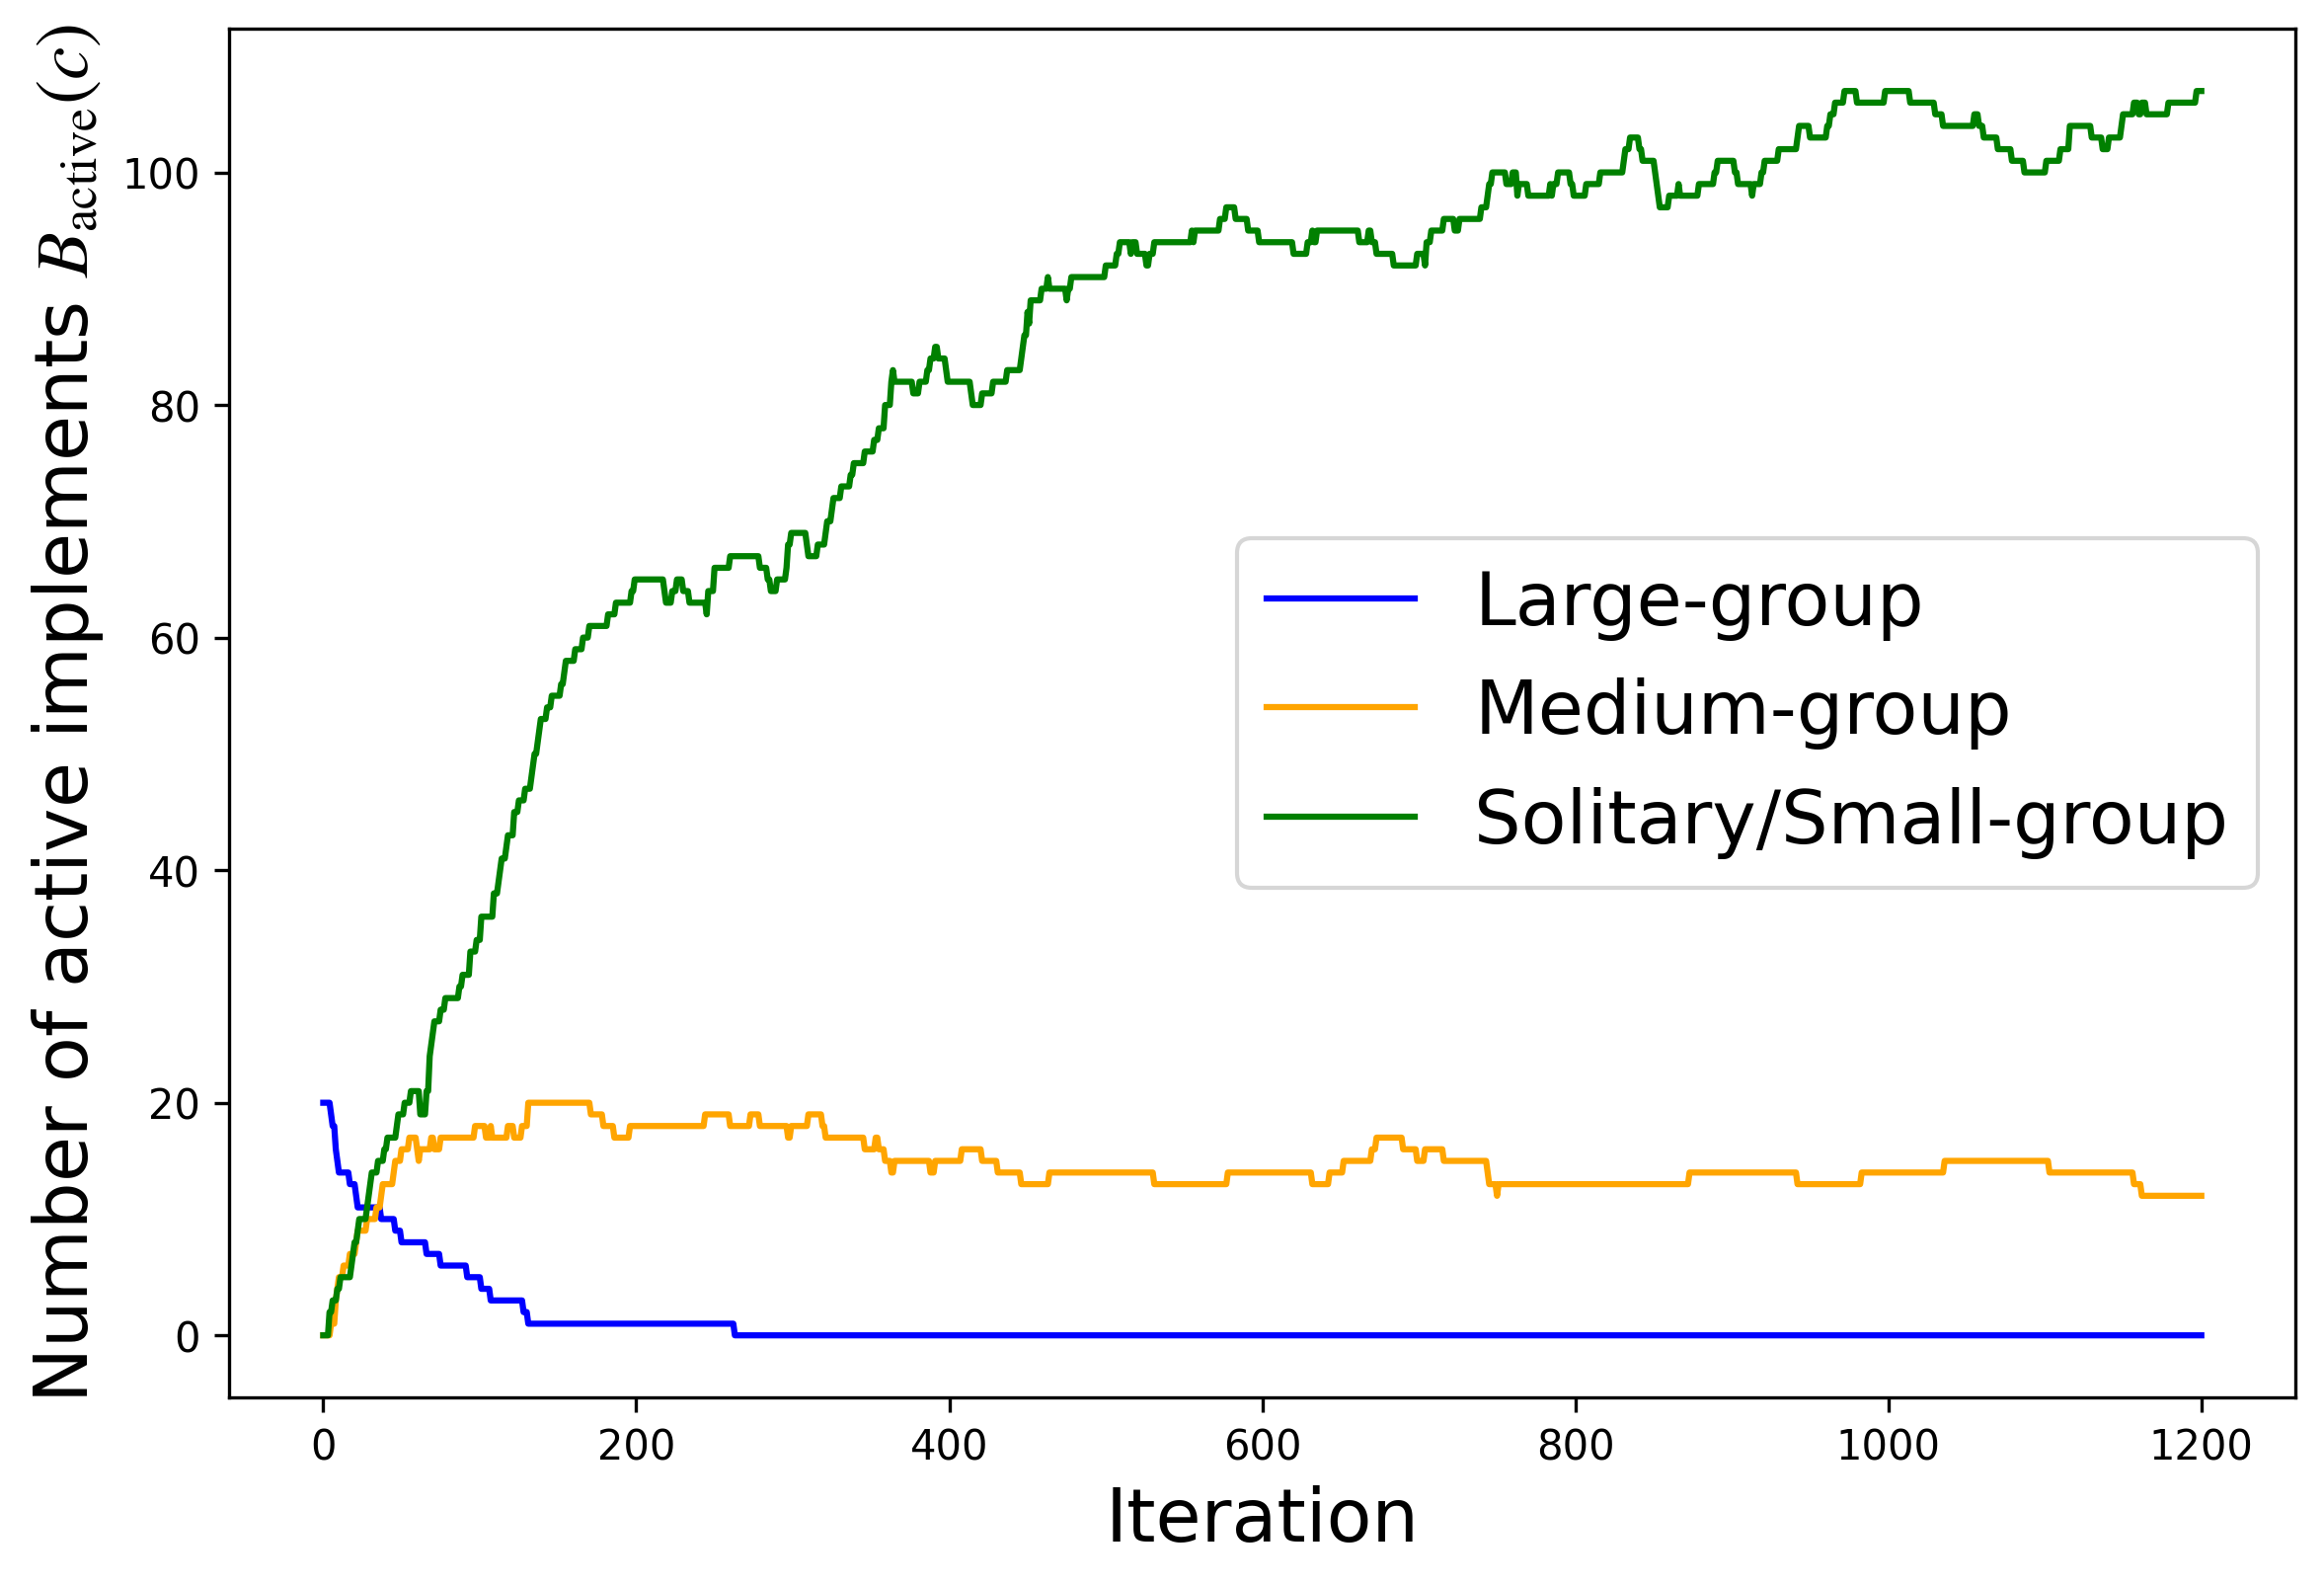 Number of active implements B_active(c)
100
80
60
40
20
0
Large-group
Medium-group
Solitary/Small-group
0 200 400 600 800 1000 1200
Iteration